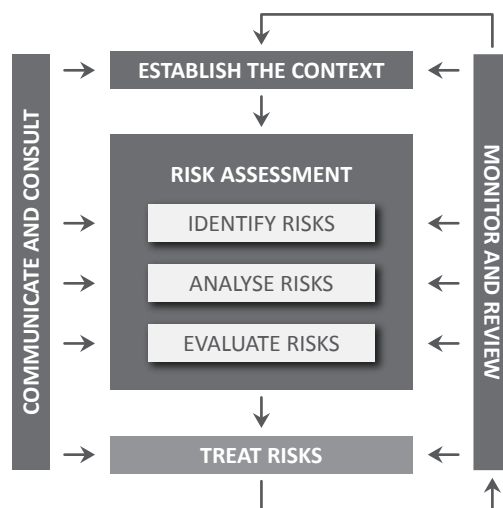 ESTABLISH THE CONTEXT
COMMUNICATE AND CONSULT
RISK ASSESSMENT
IDENTIFY RISKS
ANALYSE RISKS
EVALUATE RISKS
MONITOR AND REVIEW
TREAT RISKS